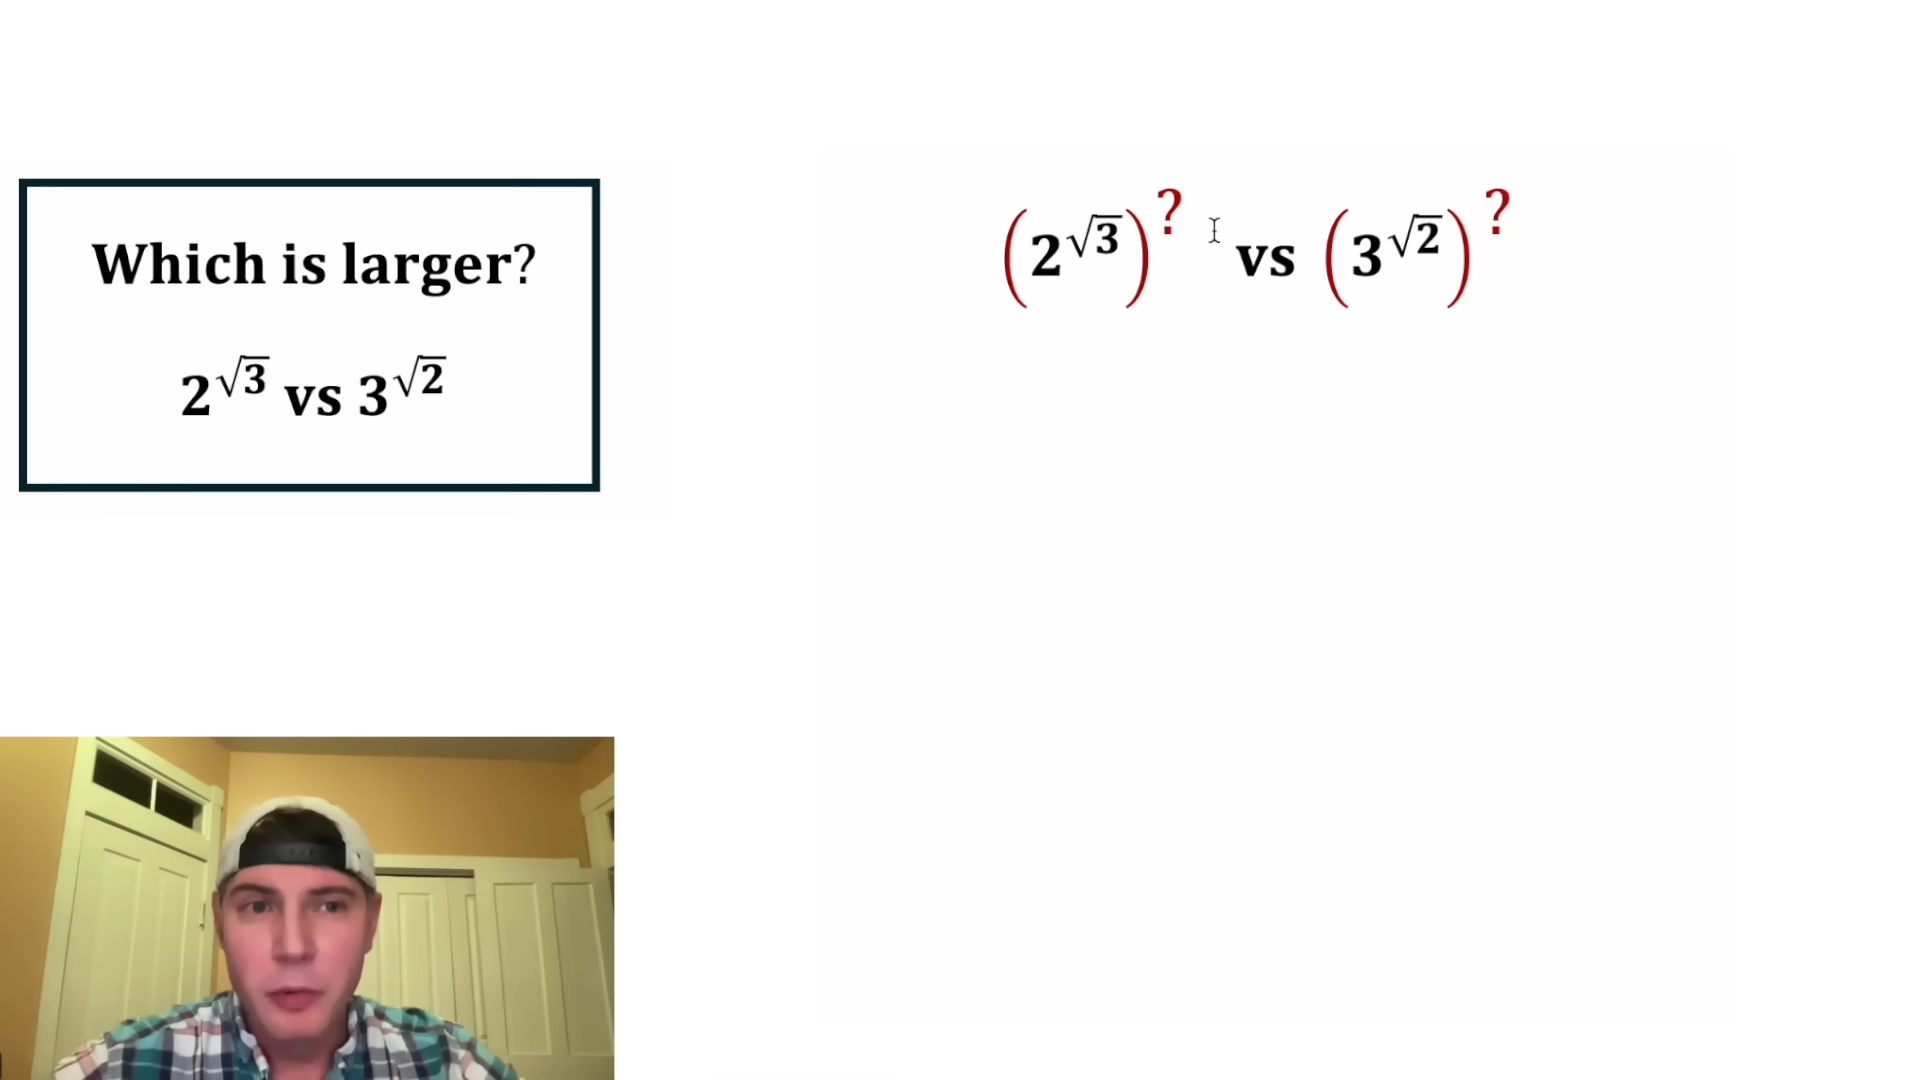 Which is larger?
2^√3 vs 3^√2
(2^√3)^? vs (3^√2)^?